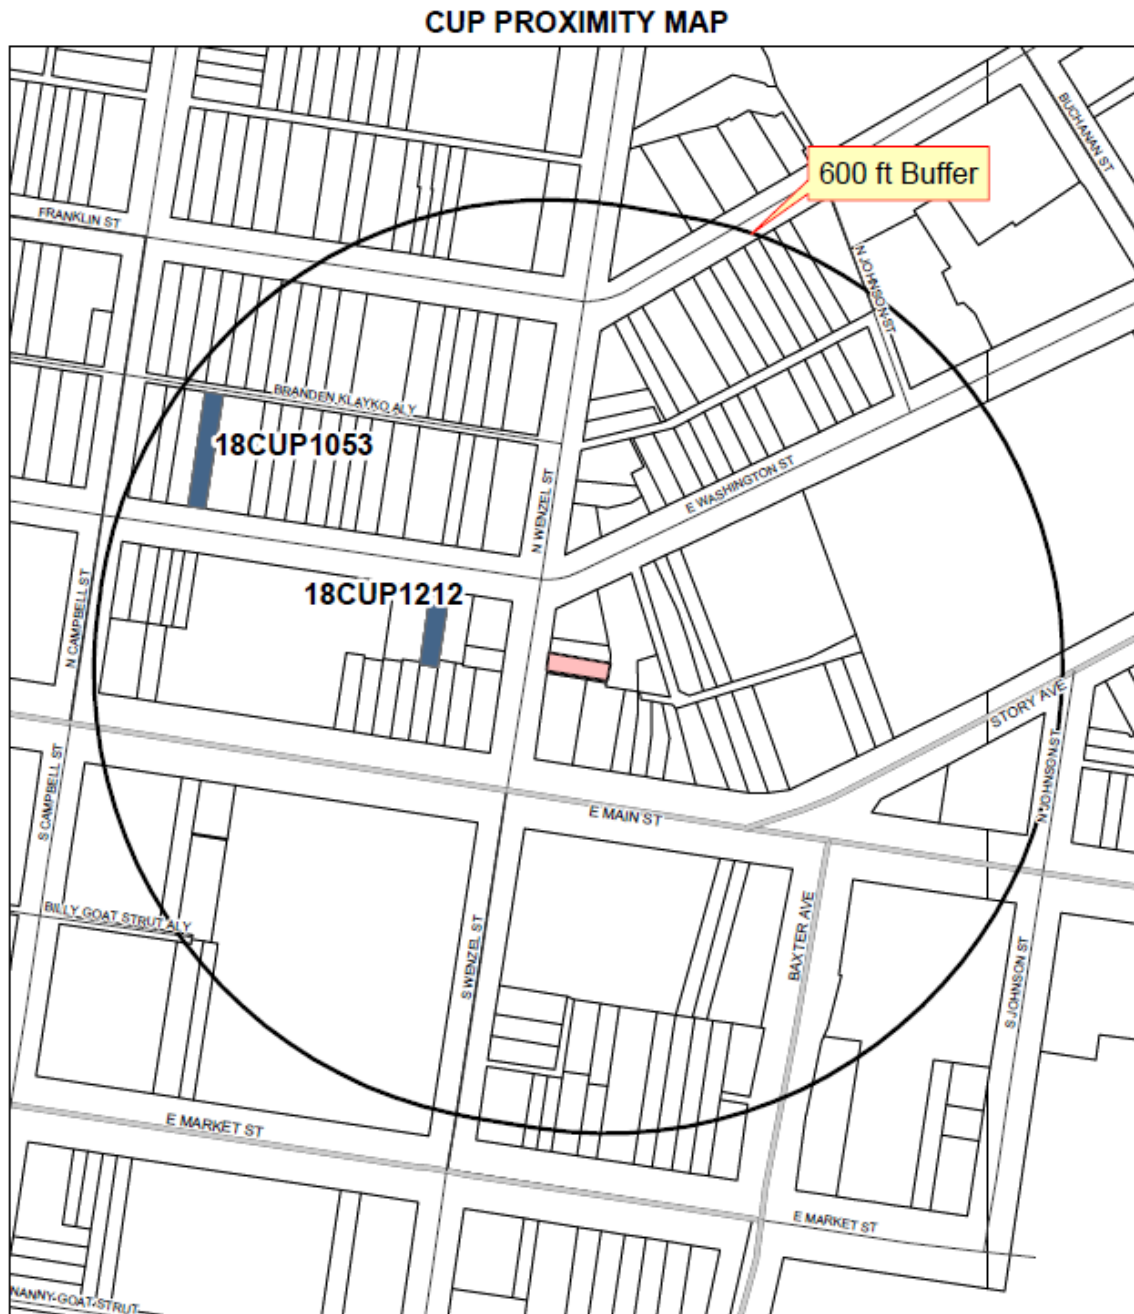 CUP PROXIMITY MAP
BUCHANAN ST
600 ft Buffer
FRANKLIN ST
N JOHNSON ST
BRANDEN KLAYKO ALY
18CUP1053
E WASHINGTON ST
N WENZEL ST
18CUP1212
N CAMPBELL ST
STORY AVE
N JOHNSON ST
S CAMPBELL ST
E MAIN ST
BILLY GOAT STRUT ALY
BAXTER AVE
S WENZEL ST
S JOHNSON ST
E MARKET ST
E MARKET ST
NANNY GOAT STRUT